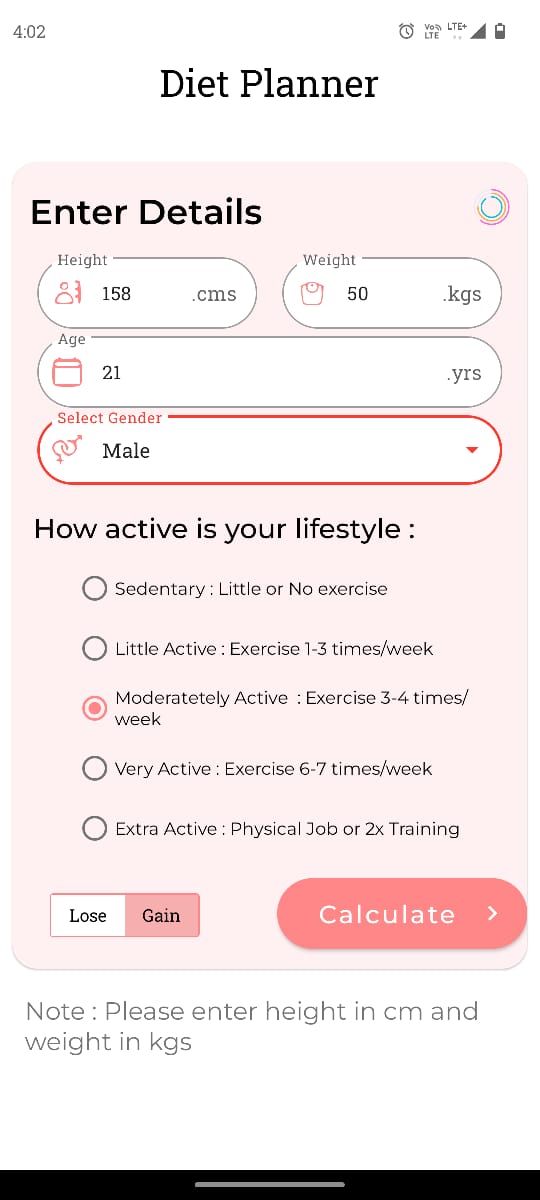 4:02
Vo LTE LTE+
Diet Planner
Enter Details
Height Weight
158 .cms 50 .kgs
Age
21 .yrs
Select Gender
Male
How active is your lifestyle :
Sedentary : Little or No exercise
Little Active : Exercise 1-3 times/week
Moderatetely Active : Exercise 3-4 times/
week
Very Active : Exercise 6-7 times/week
Extra Active : Physical Job or 2x Training
Lose Gain Calculate
Note : Please enter height in cm and
weight in kgs